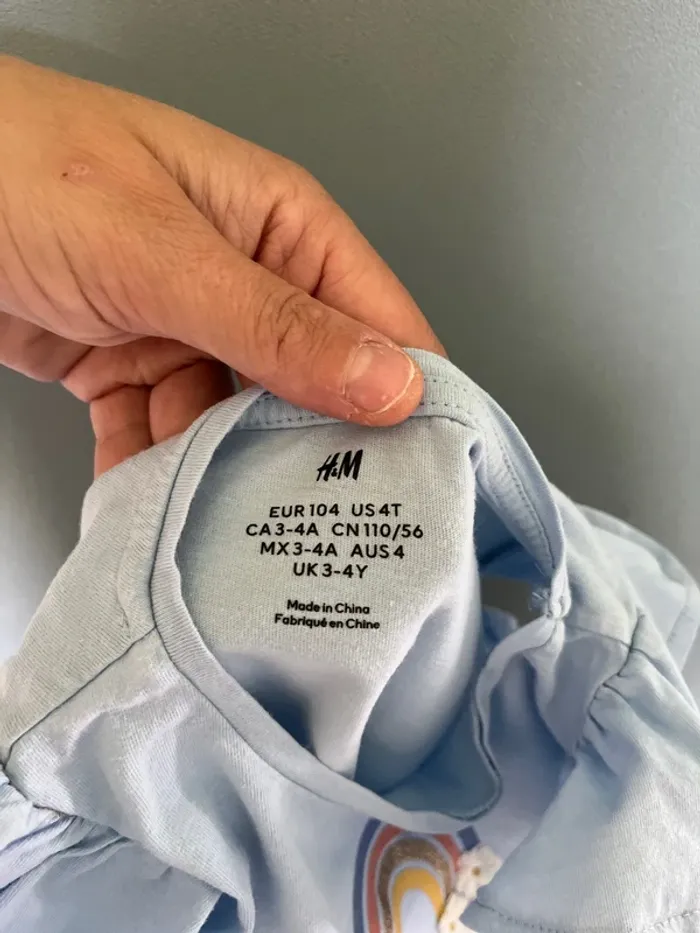 H&M
EUR 104 US 4T
CA 3-4A CN 110/56
MX 3-4A AUS 4
UK 3-4Y
Made in China
Fabriqué en Chine